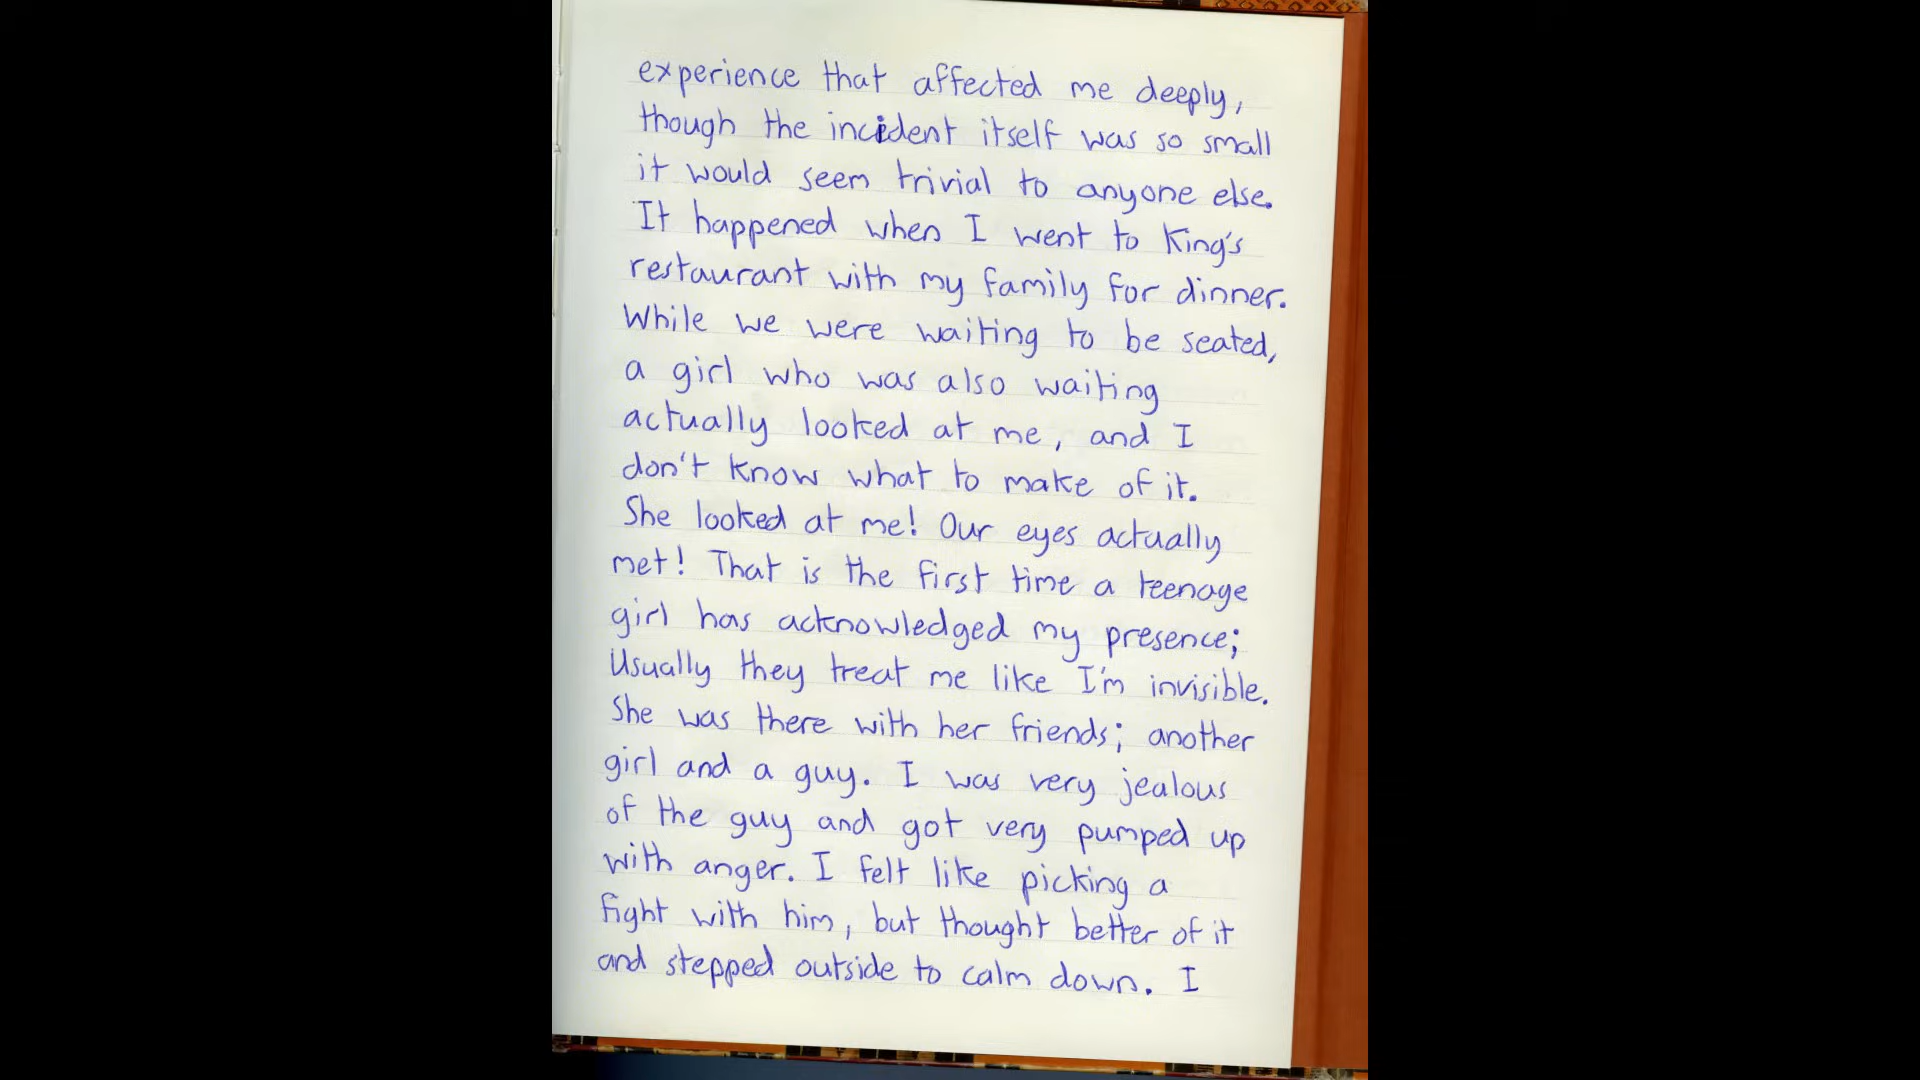 experience that affected me deeply,
though the incident itself was so small
it would seem trivial to anyone else.
It happened when I went to King's
restaurant with my family for dinner.
While we were waiting to be seated,
a girl who was also waiting
actually looked at me, and I
don't know what to make of it.
She looked at me! Our eyes actually
met! That is the first time a teenage
girl has acknowledged my presence;
Usually they treat me like I'm invisible.
She was there with her friends; another
girl and a guy. I was very jealous
of the guy and got very pumped up
with anger. I felt like picking a
fight with him, but thought better of it
and stepped outside to calm down. I